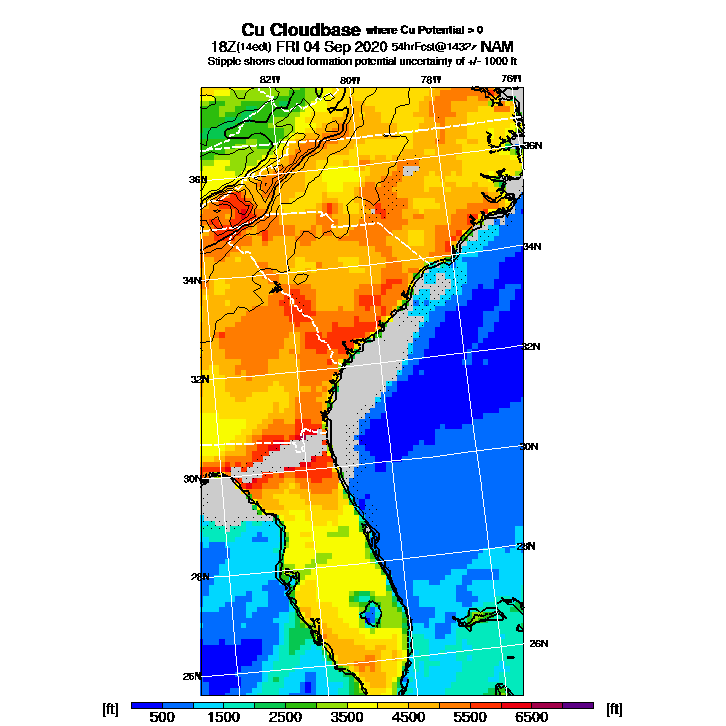 Cu Cloudbase where Cu Potential > 0
18Z(14edt) FRI 04 Sep 2020 54hrFcst@1432z NAM
Stipple shows cloud formation potential uncertainty of +/- 1000 ft
82W 80W 78W 76W
36N 36N
34N 34N
32N 32N
30N 30N
28N 28N
26N 26N
[ft] 500 1500 2500 3500 4500 5500 6500 [ft]